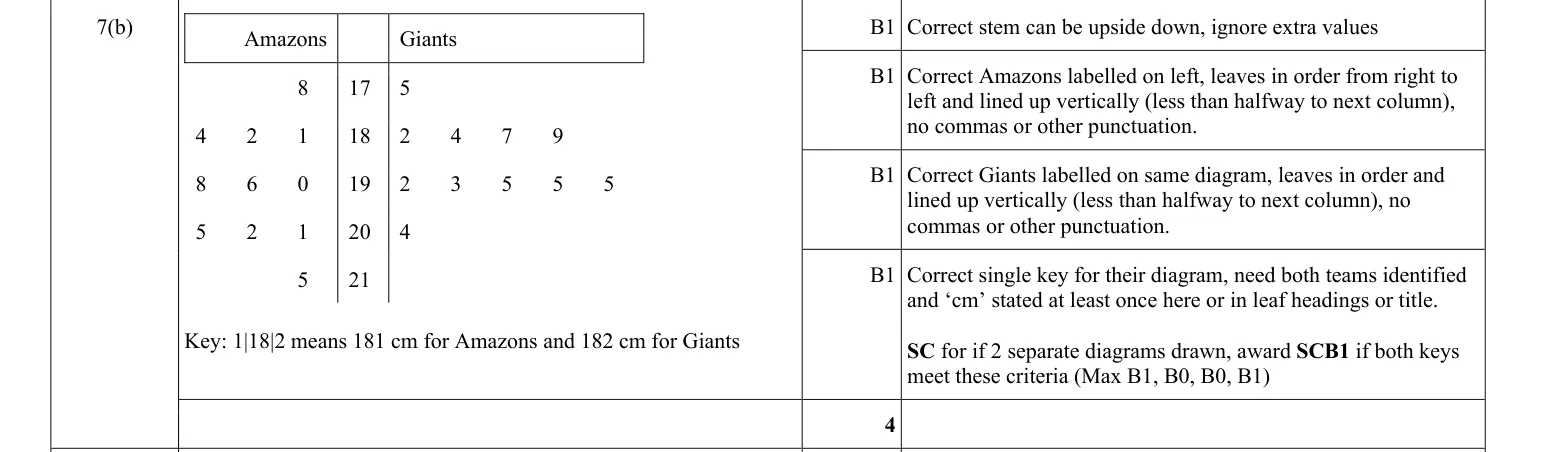 7(b)
Amazons Giants
8 17 5
4 2 1 18 2 4 7 9
8 6 0 19 2 3 5 5 5
5 2 1 20 4
5 21
Key: 1|18|2 means 181 cm for Amazons and 182 cm for Giants
B1 Correct stem can be upside down, ignore extra values
B1 Correct Amazons labelled on left, leaves in order from right to
left and lined up vertically (less than halfway to next column),
no commas or other punctuation.
B1 Correct Giants labelled on same diagram, leaves in order and
lined up vertically (less than halfway to next column), no
commas or other punctuation.
B1 Correct single key for their diagram, need both teams identified
and ‘cm’ stated at least once here or in leaf headings or title.
SC for if 2 separate diagrams drawn, award SCB1 if both keys
meet these criteria (Max B1, B0, B0, B1)
4